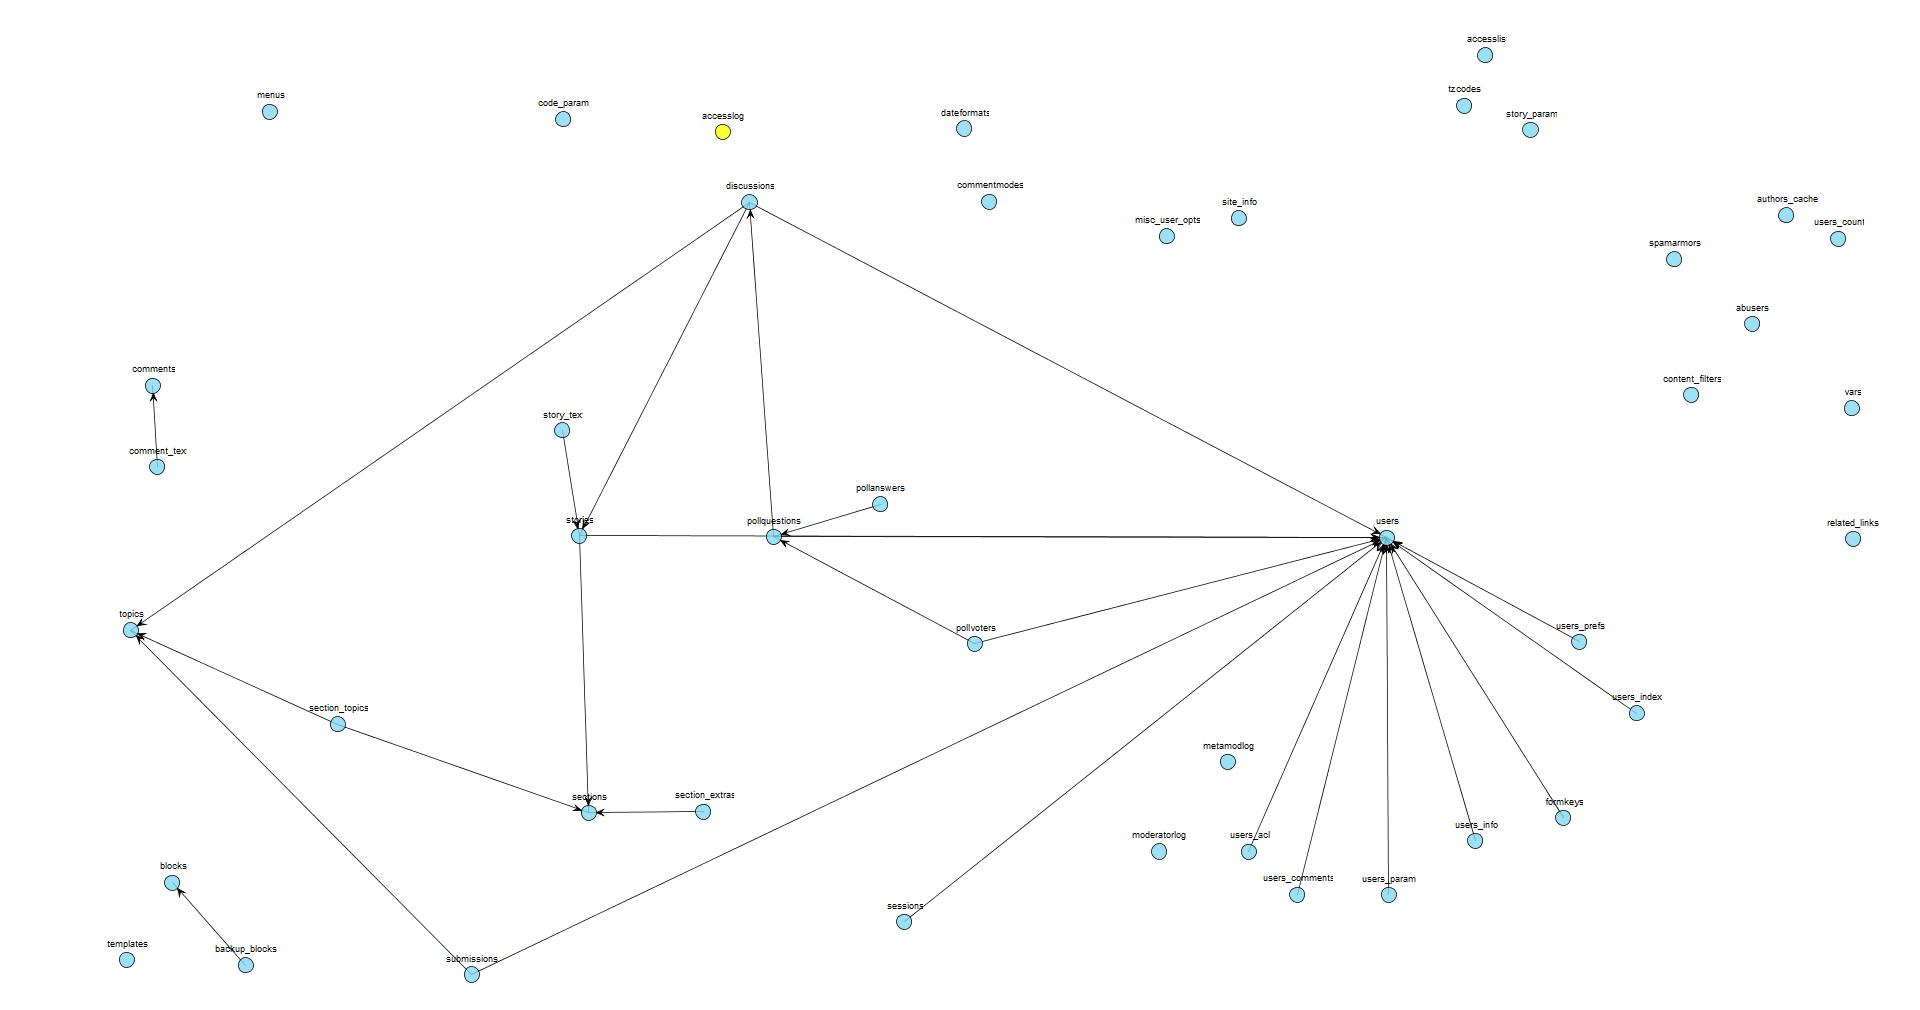 accesslis
menus
tzcodes
code_param
dateformats
story_param
accesslog
discussions
commentmodes
authors_cache
site_info
misc_user_opts
users_count
spamarmors
abusers
comments
content_filters
vars
story_tex
comment_tex
pollanswers
stories
pollquestions
users
related_links
topics
pollvoters
users_prefs
users_index
section_topics
metamodlog
sections
section_extras
formkeys
users_info
moderatorlog
users_acl
blocks
users_comments
users_param
sessions
templates
backup_blocks
submissions